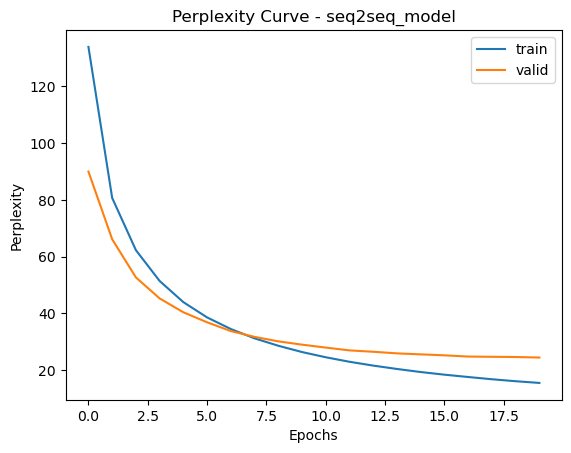 Perplexity Curve - seq2seq_model
train
valid
Perplexity
120
100
80
60
40
20
0.0 2.5 5.0 7.5 10.0 12.5 15.0 17.5
Epochs